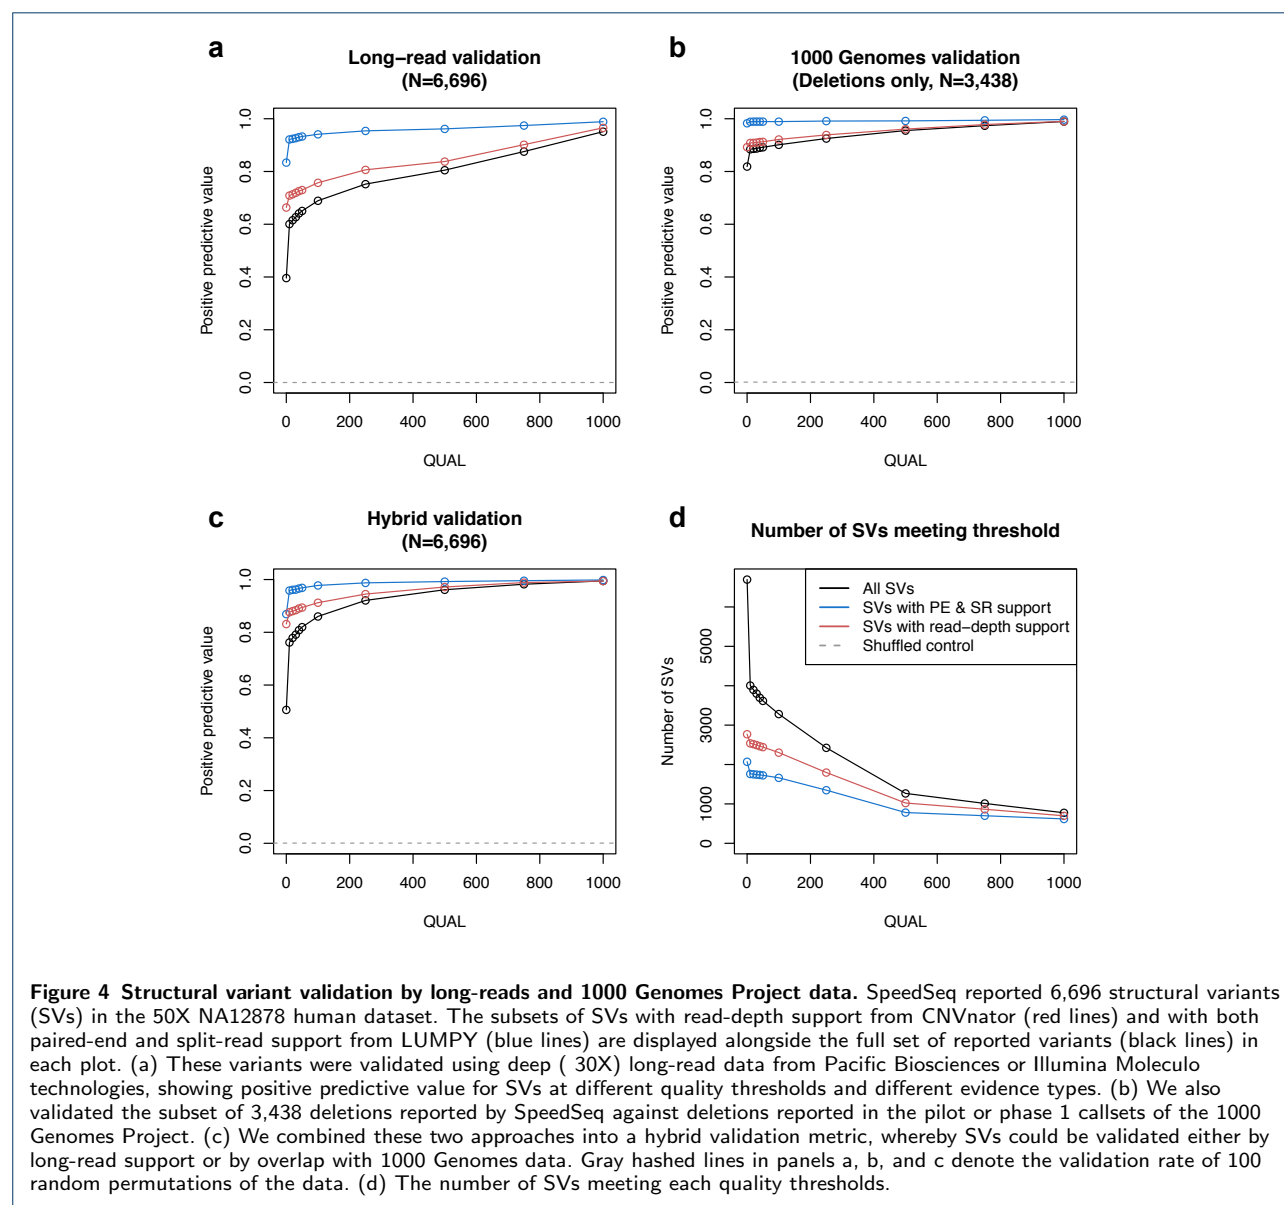 a
Long−read validation
(N=6,696)
Positive predictive value
0.0
0.2
0.4
0.6
0.8
1.0
0
200
400
600
800
1000
QUAL
b
1000 Genomes validation
(Deletions only, N=3,438)
Positive predictive value
0.0
0.2
0.4
0.6
0.8
1.0
0
200
400
600
800
1000
QUAL
c
Hybrid validation
(N=6,696)
Positive predictive value
0.0
0.2
0.4
0.6
0.8
1.0
0
200
400
600
800
1000
QUAL
d
Number of SVs meeting threshold
All SVs
SVs with PE & SR support
SVs with read−depth support
Shuffled control
Number of SVs
0
1000
3000
5000
0
200
400
600
800
1000
QUAL
Figure 4 Structural variant validation by long-reads and 1000 Genomes Project data. SpeedSeq reported 6,696 structural variants
(SVs) in the 50X NA12878 human dataset. The subsets of SVs with read-depth support from CNVnator (red lines) and with both
paired-end and split-read support from LUMPY (blue lines) are displayed alongside the full set of reported variants (black lines) in
each plot. (a) These variants were validated using deep ( 30X) long-read data from Pacific Biosciences or Illumina Moleculo
technologies, showing positive predictive value for SVs at different quality thresholds and different evidence types. (b) We also
validated the subset of 3,438 deletions reported by SpeedSeq against deletions reported in the pilot or phase 1 callsets of the 1000
Genomes Project. (c) We combined these two approaches into a hybrid validation metric, whereby SVs could be validated either by
long-read support or by overlap with 1000 Genomes data. Gray hashed lines in panels a, b, and c denote the validation rate of 100
random permutations of the data. (d) The number of SVs meeting each quality thresholds.